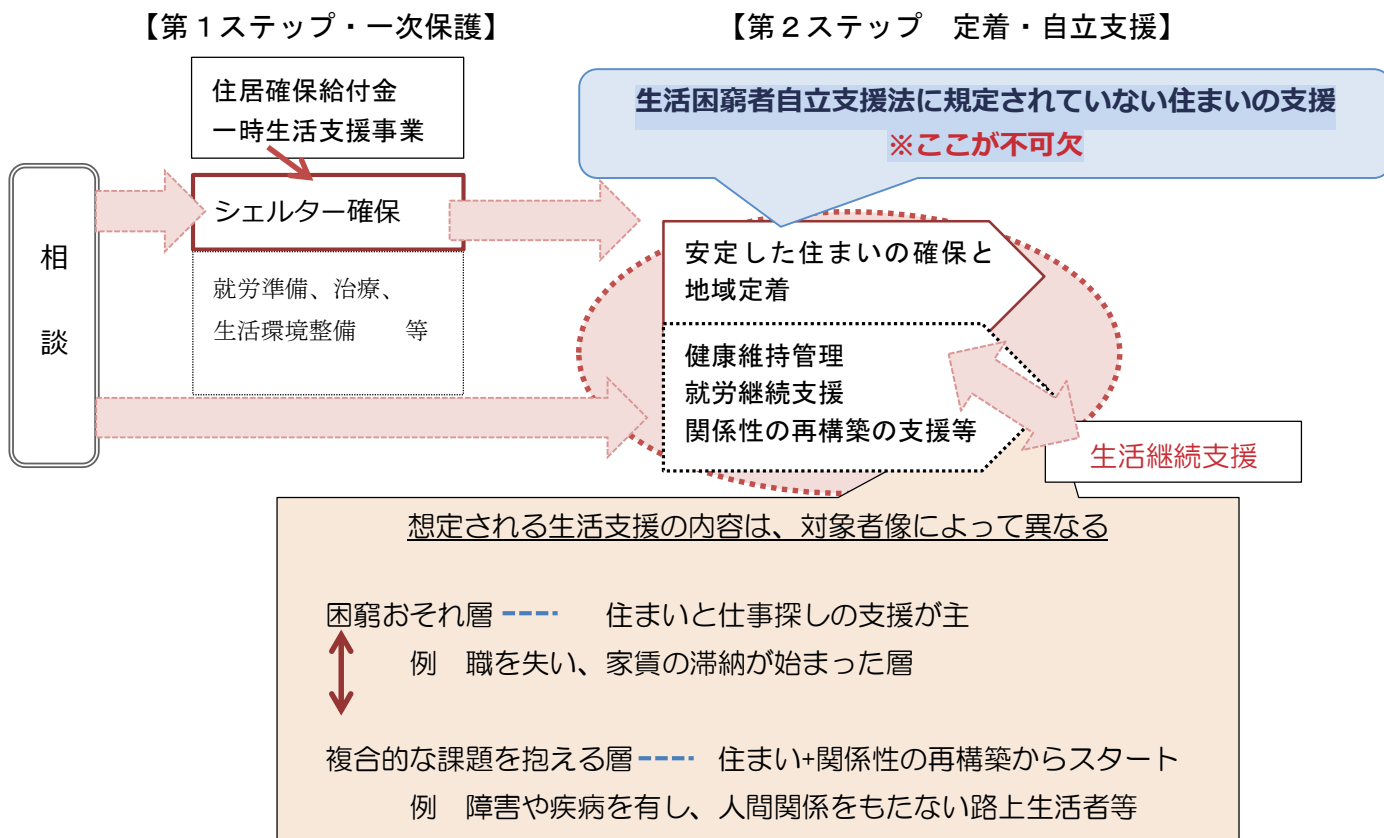 【第１ステップ・一次保護】
【第２ステップ　定着・自立支援】
住居確保給付金
一時生活支援事業
生活困窮者自立支援法に規定されていない住まいの支援
※ここが不可欠
相
談
シェルター確保
就労準備、治療、
生活環境整備　　等
安定した住まいの確保と
地域定着
健康維持管理
就労継続支援
関係性の再構築の支援等
生活継続支援
想定される生活支援の内容は、対象者像によって異なる
困窮おそれ層 ----　　住まいと仕事探しの支援が主
例　職を失い、家賃の滞納が始まった層
複合的な課題を抱える層 ----　住まい+関係性の再構築からスタート
例　障害や疾病を有し、人間関係をもたない路上生活者等